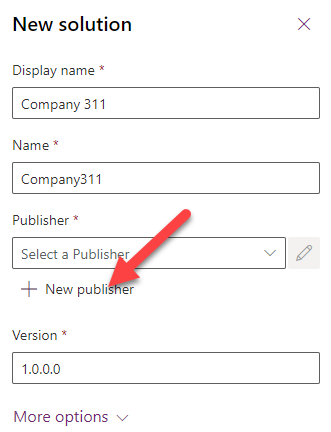 New solution
Display name *
Company 311
Name *
Company311
Publisher *
Select a Publisher
New publisher
Version *
1.0.0.0
More options